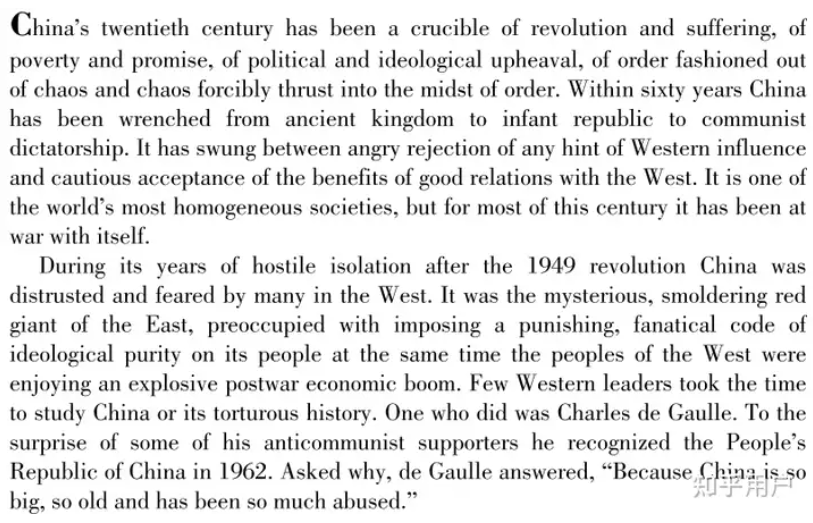 China’s twentieth century has been a crucible of revolution and suffering, of
poverty and promise, of political and ideological upheaval, of order fashioned out
of chaos and chaos forcibly thrust into the midst of order. Within sixty years China
has been wrenched from ancient kingdom to infant republic to communist
dictatorship. It has swung between angry rejection of any hint of Western influence
and cautious acceptance of the benefits of good relations with the West. It is one of
the world’s most homogeneous societies, but for most of this century it has been at
war with itself.
During its years of hostile isolation after the 1949 revolution China was
distrusted and feared by many in the West. It was the mysterious, smoldering red
giant of the East, preoccupied with imposing a punishing, fanatical code of
ideological purity on its people at the same time the peoples of the West were
enjoying an explosive postwar economic boom. Few Western leaders took the time
to study China or its torturous history. One who did was Charles de Gaulle. To the
surprise of some of his anticommunist supporters he recognized the People’s
Republic of China in 1962. Asked why, de Gaulle answered, “Because China is so
big, so old and has been so much abused.”
知乎用户